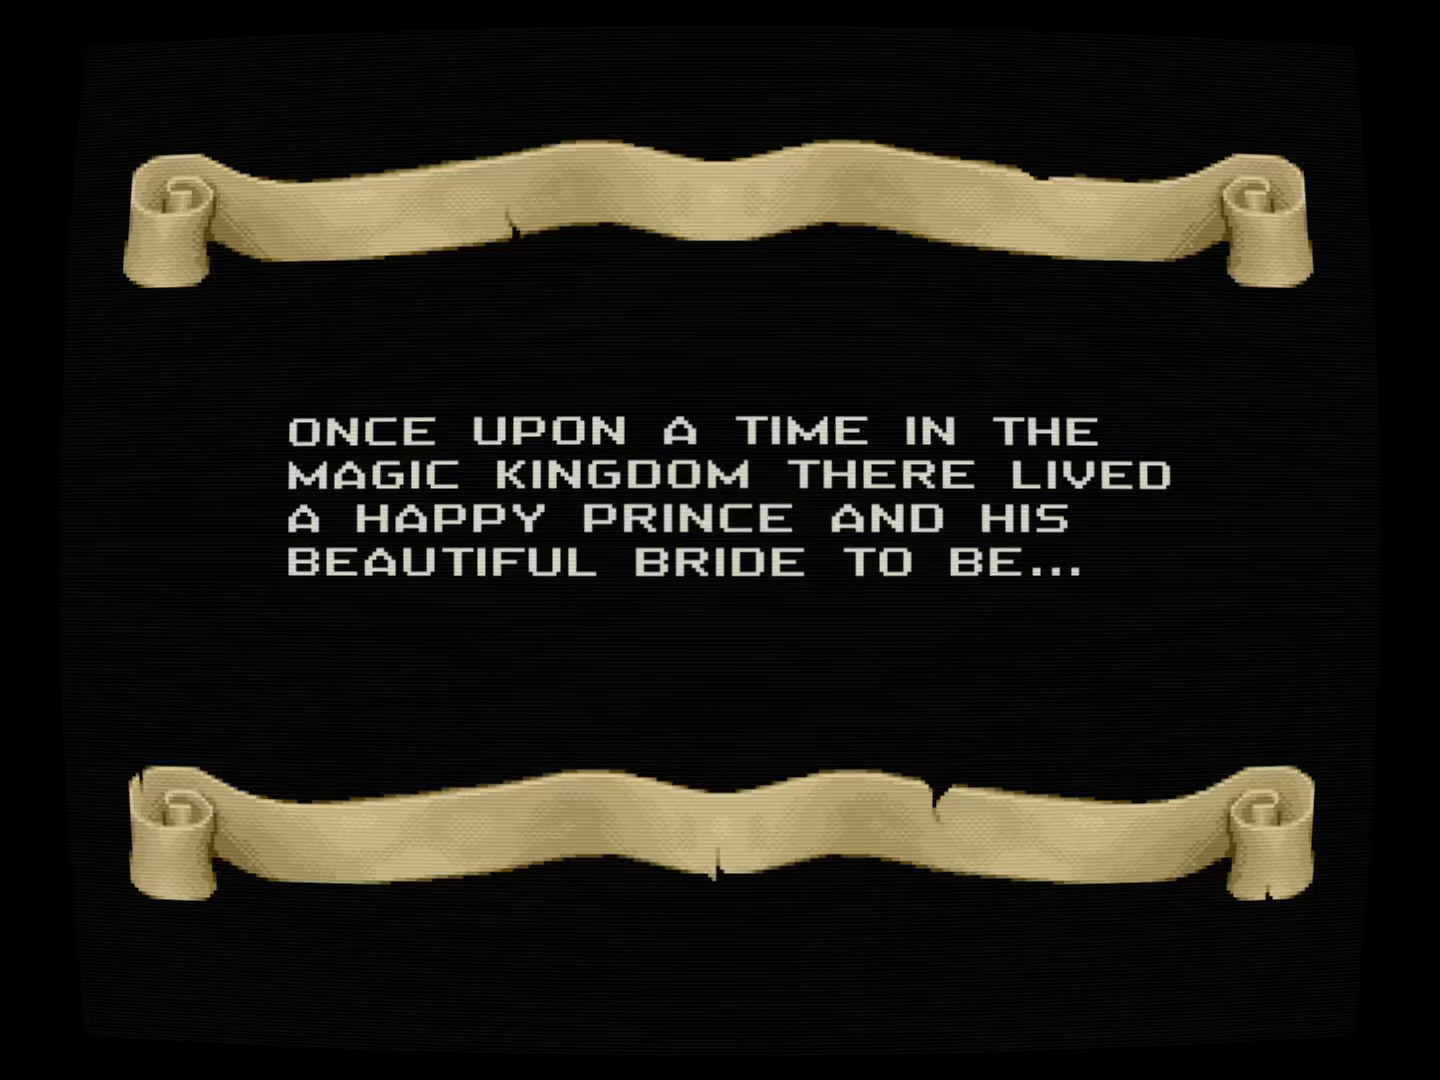 ONCE UPON A TIME IN THE
MAGIC KINGDOM THERE LIVED
A HAPPY PRINCE AND HIS
BEAUTIFUL BRIDE TO BE...